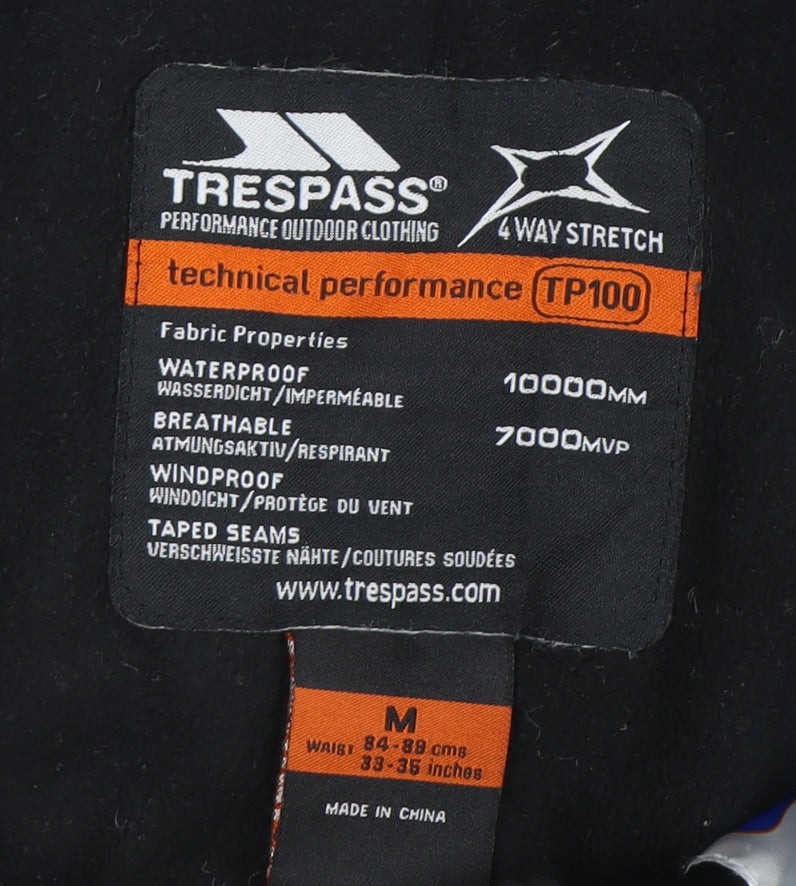 TRESPASS®
PERFORMANCE OUTDOOR CLOTHING
4 WAY STRETCH
technical performance TP100
Fabric Properties
WATERPROOF 10000MM
WASSERDICHT/IMPERMÉABLE
BREATHABLE 7000MVP
ATMUNGSAKTIV/RESPIRANT
WINDPROOF
WINDDICHT/PROTÈGE DU VENT
TAPED SEAMS
VERSCHWEISSTE NÄHTE/COUTURES SOUDÉES
www.trespass.com
M
WAIST 84-89 cms
33-35 inches
MADE IN CHINA